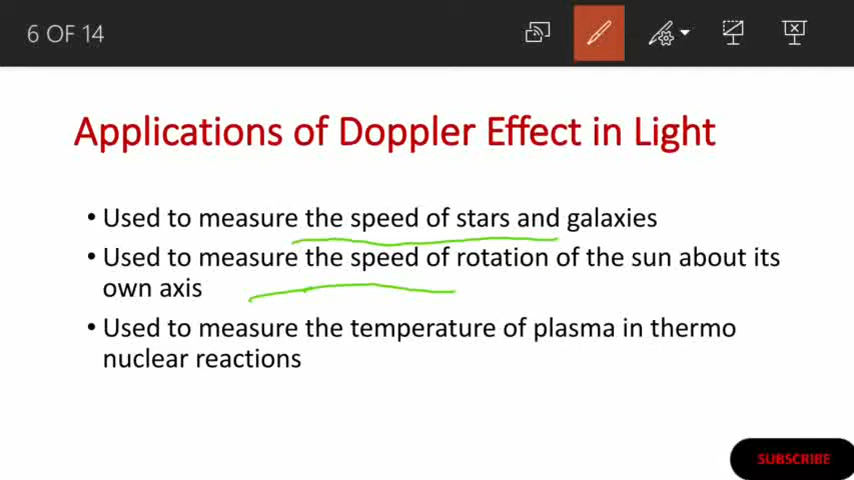 6 OF 14
Applications of Doppler Effect in Light
• Used to measure the speed of stars and galaxies
• Used to measure the speed of rotation of the sun about its
own axis
• Used to measure the temperature of plasma in thermo
nuclear reactions
SUBSCRIBE